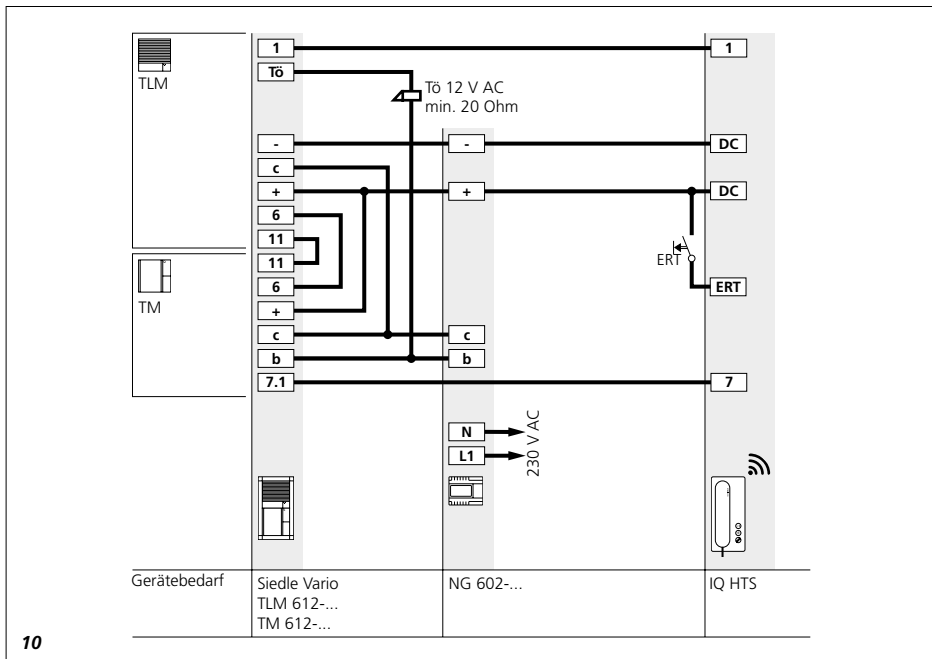 TLM
1
1
Tö
Tö 12 V AC
min. 20 Ohm
-
-
DC
c
+
+
DC
6
11
ERT
11
TM
6
ERT
+
c
c
b
b
7.1
7
N
L1
230 V AC
Gerätebedarf
Siedle Vario
TLM 612-...
TM 612-...
NG 602-...
IQ HTS
10